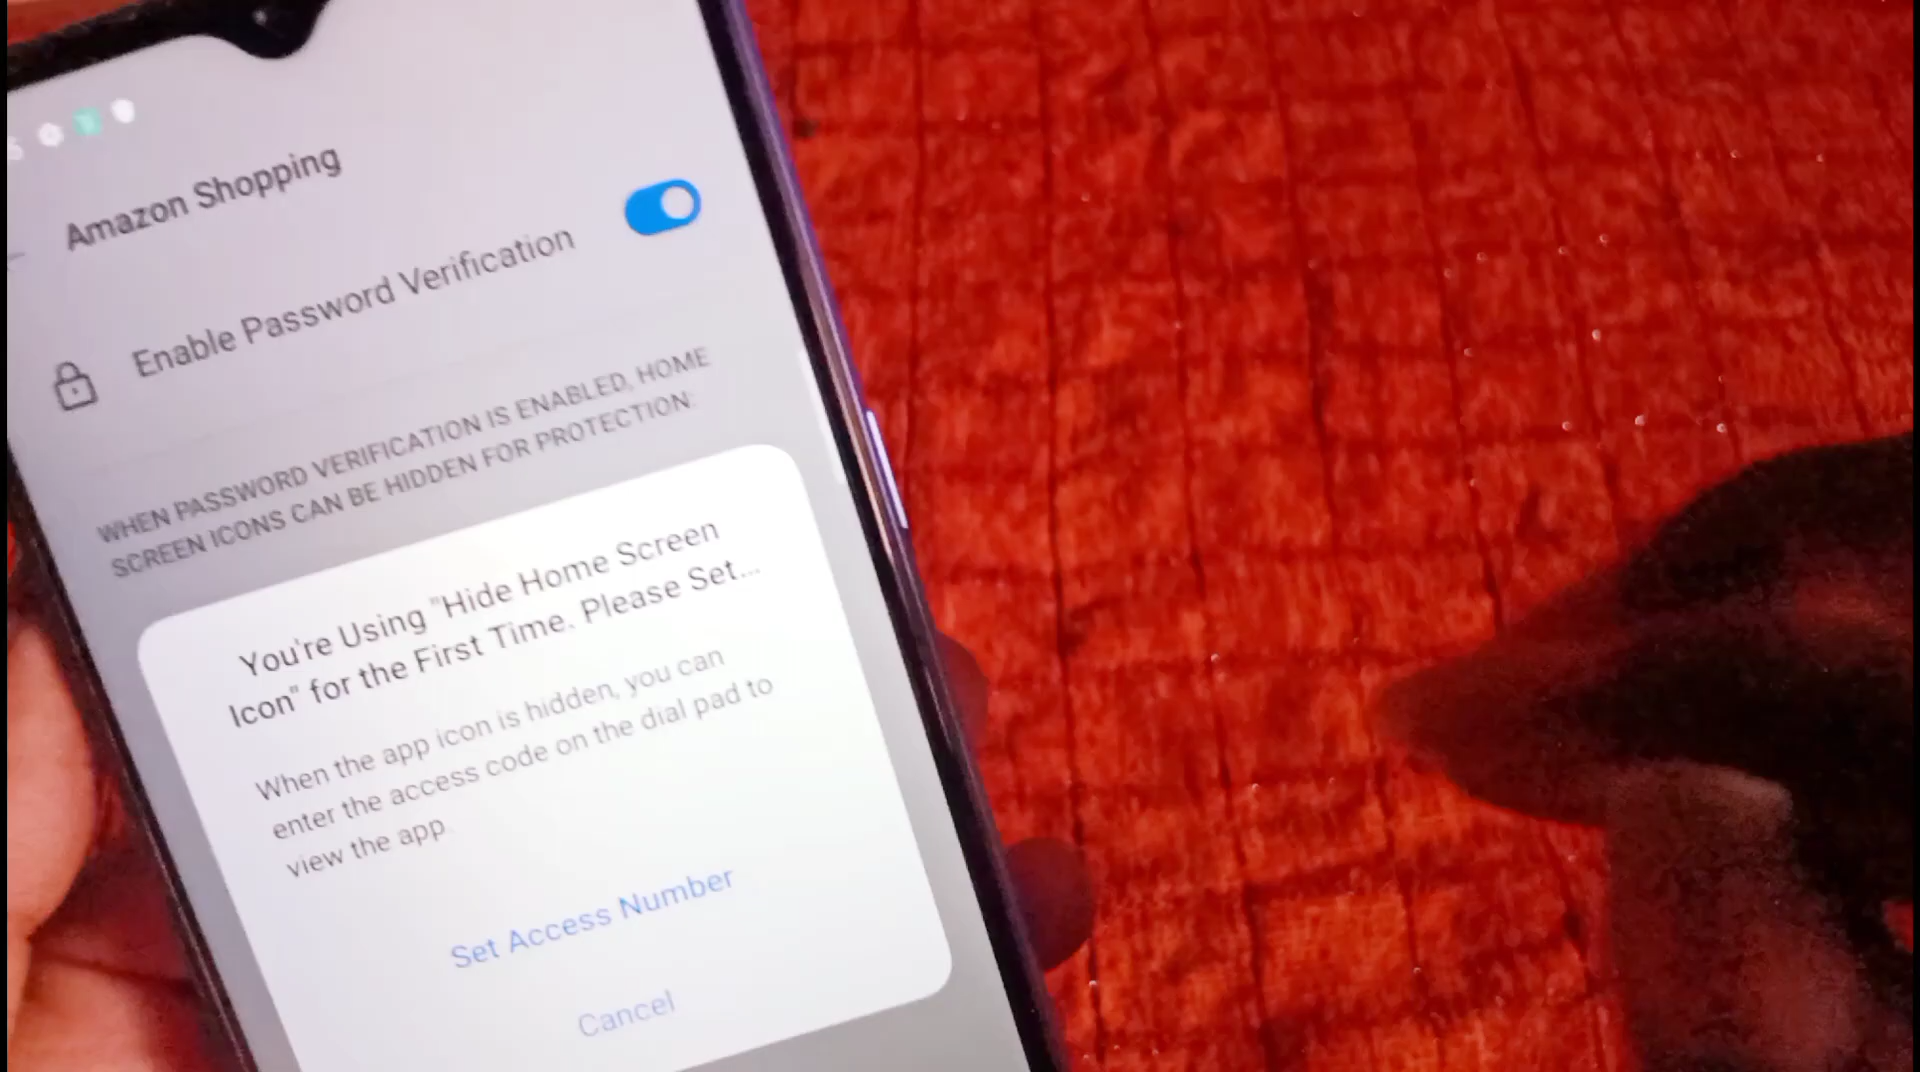 Amazon Shopping
Enable Password Verification
WHEN PASSWORD VERIFICATION IS ENABLED, HOME
SCREEN ICONS CAN BE HIDDEN FOR PROTECTION:
You're Using "Hide Home Screen
Icon" for the First Time. Please Set...
When the app icon is hidden, you can
enter the access code on the dial pad to
view the app.
Set Access Number
Cancel